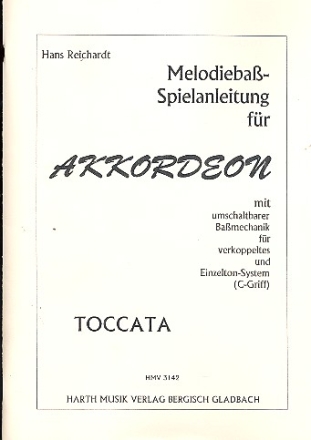 Hans Reichardt
Melodiebaß-
Spielanleitung
für
AKKORDEON
mit
umschaltbarer
Baßmechanik
für
verkoppeltes
und
Einzelton-System
(C-Griff)
TOCCATA
HMV 3142
HARTH MUSIK VERLAG BERGISCH GLADBACH